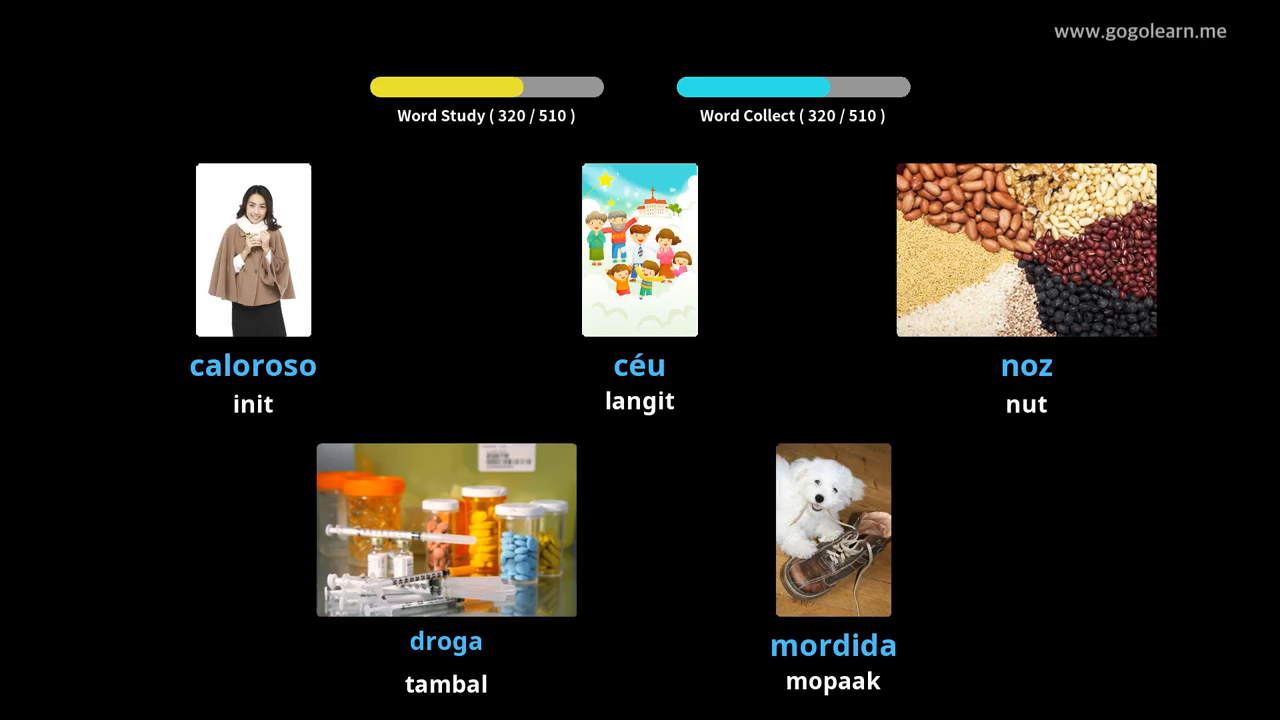 www.gogolearn.me
Word Study ( 320 / 510 )
Word Collect ( 320 / 510 )
caloroso
init
céu
langit
noz
nut
droga
tambal
mordida
mopaak